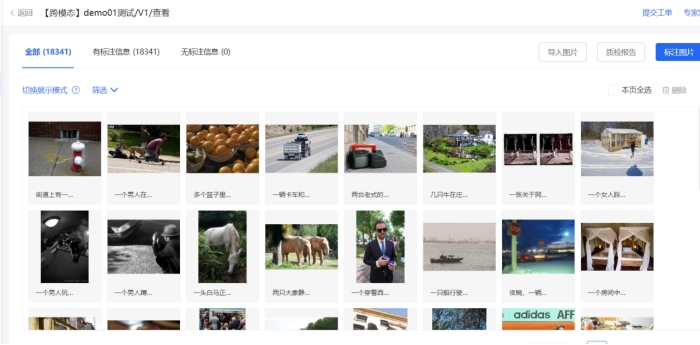 返回 【跨模态】demo01测试/V1/查看 提交工单 专家
全部 (18341) 有标注信息 (18341) 无标注信息 (0) 导入图片 质检报告 标注图片
切换展示模式 筛选 本页全选 删除
街道上有一... 一个男人在... 多个篮子里... 一辆卡车和... 两台老式的... 几只牛在庄... 一张关于网... 一个女人踩...
一个男人玩... 一个男人蹲... 一头白马正... 两只大象静... 一个穿着西... 一只船行驶... 夜晚，一辆... 一个房间中...
adidas AFF